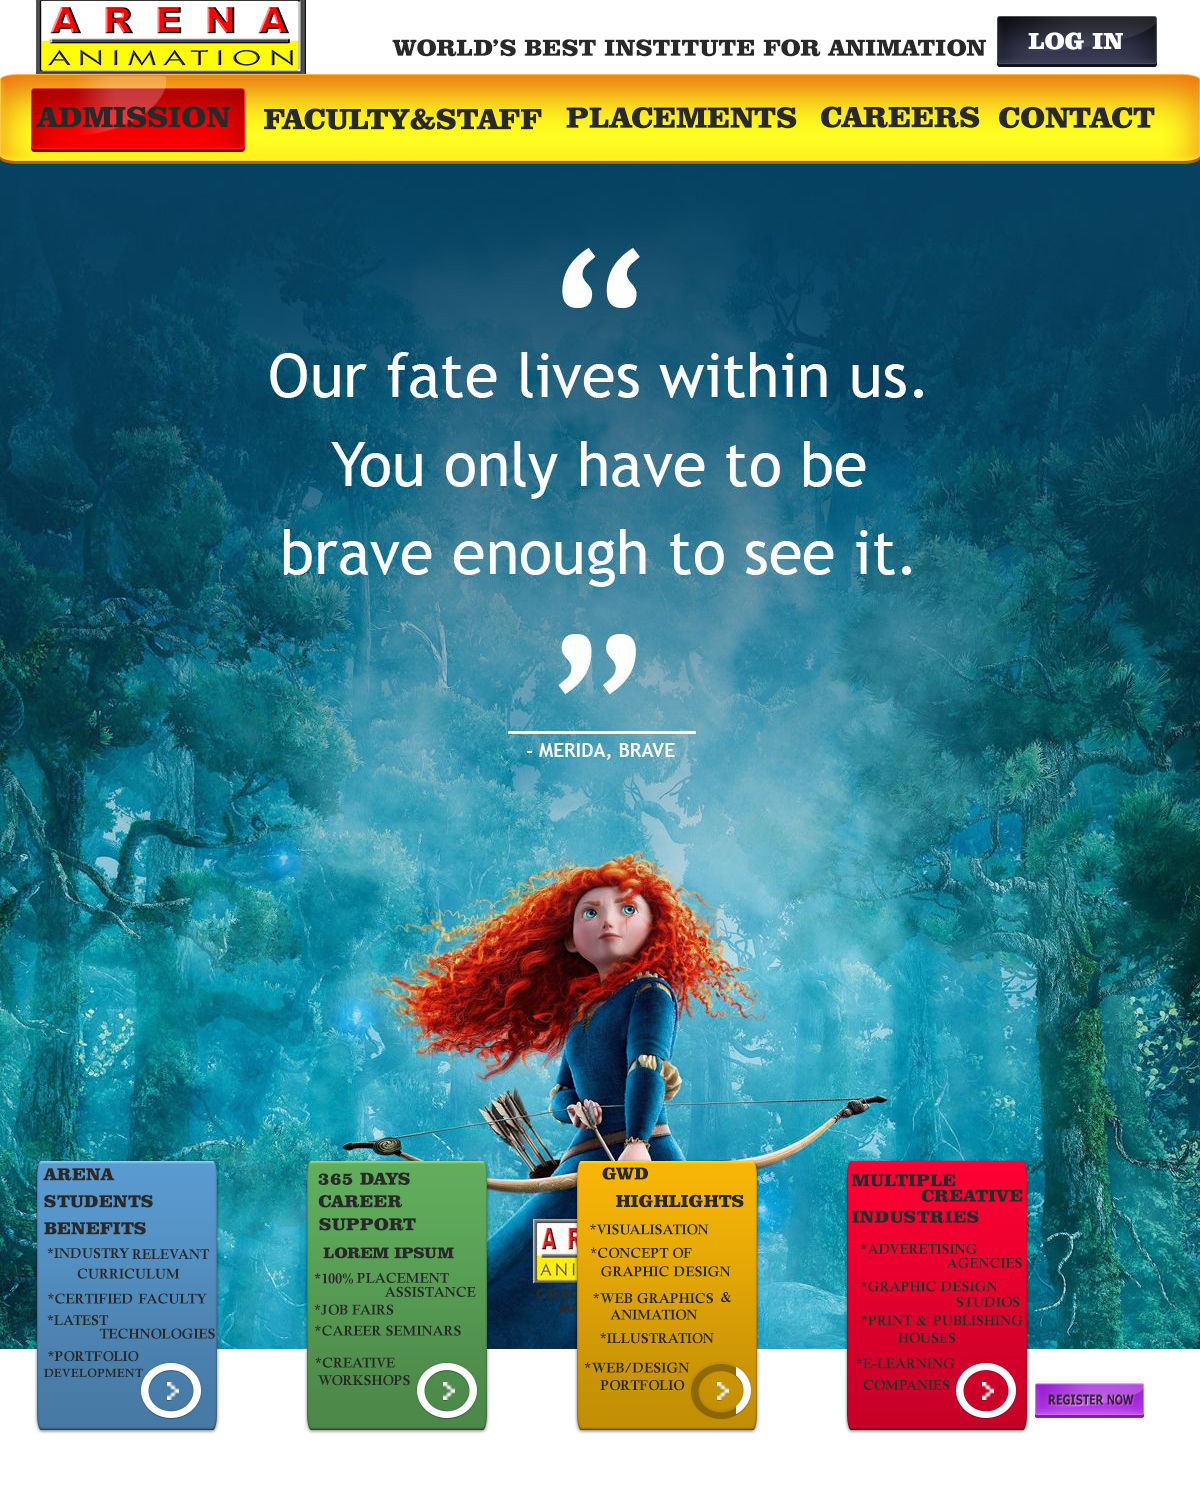 ARENA
ANIMATION
WORLD'S BEST INSTITUTE FOR ANIMATION
LOG IN
ADMISSION
FACULTY&STAFF
PLACEMENTS
CAREERS
CONTACT
“
Our fate lives within us.
You only have to be
brave enough to see it.
”
- MERIDA, BRAVE
ARENA
STUDENTS
BENEFITS
*INDUSTRY RELEVANT
CURRICULUM
*CERTIFIED FACULTY
*LATEST
TECHNOLOGIES
*PORTFOLIO
DEVELOPMENT
365 DAYS
CAREER
SUPPORT
LOREM IPSUM
*100% PLACEMENT
ASSISTANCE
*JOB FAIRS
*CAREER SEMINARS
*CREATIVE
WORKSHOPS
A
ANI
GWD
HIGHLIGHTS
*VISUALISATION
*CONCEPT OF
GRAPHIC DESIGN
*WEB GRAPHICS &
ANIMATION
*ILLUSTRATION
*WEB/DESIGN
PORTFOLIO
MULTIPLE
CREATIVE
INDUSTRIES
*ADVERETISING
AGENCIES
*GRAPHIC DESIGN
STUDIOS
*PRINT & PUBLISHING
HOUSES
*E-LEARNING
COMPANIES
REGISTER NOW